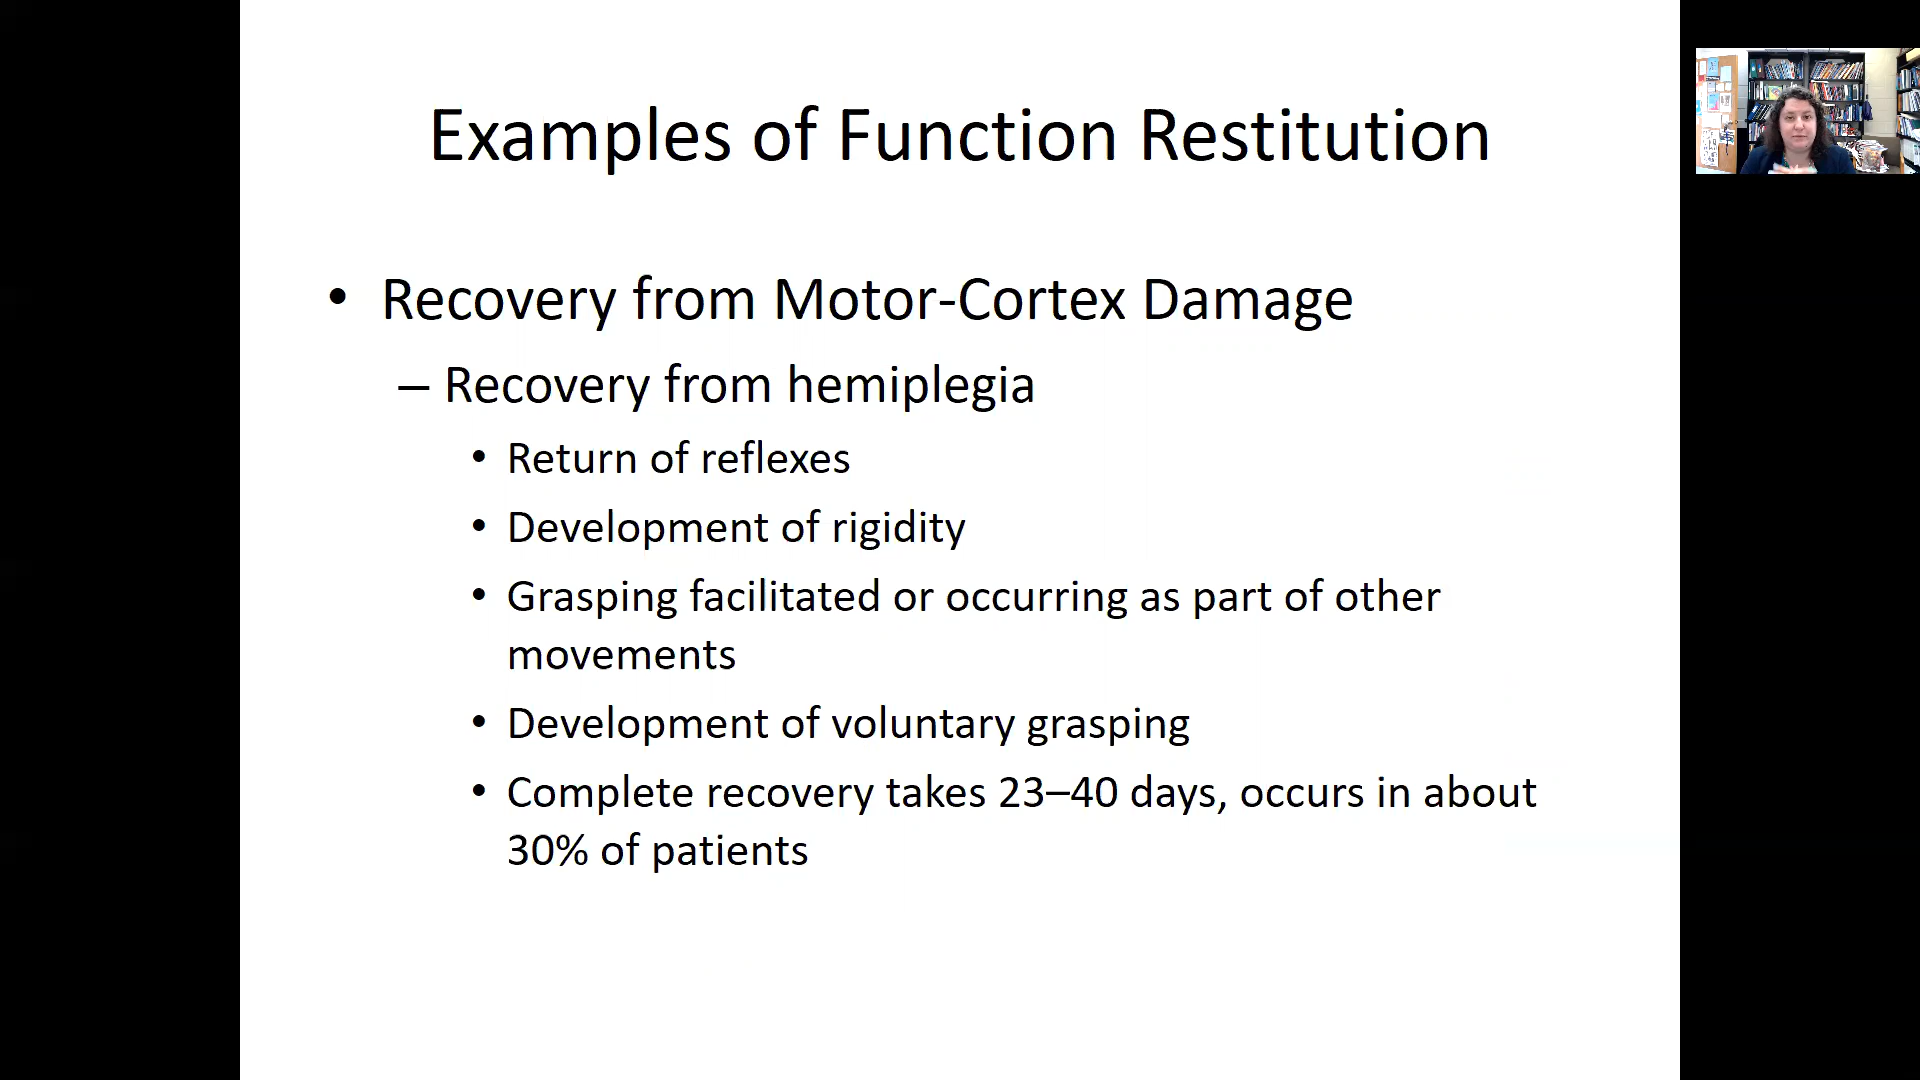 Examples of Function Restitution
• Recovery from Motor-Cortex Damage
– Recovery from hemiplegia
• Return of reflexes
• Development of rigidity
• Grasping facilitated or occurring as part of other
movements
• Development of voluntary grasping
• Complete recovery takes 23–40 days, occurs in about
30% of patients